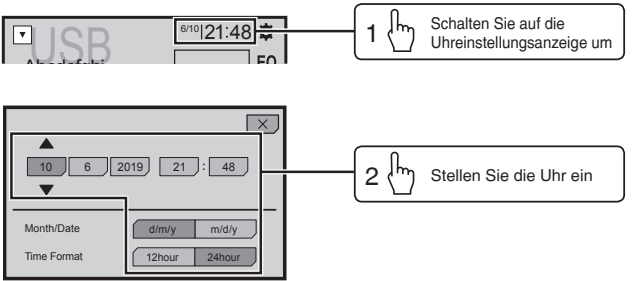 USB
6/10 21:48
1 Schalten Sie auf die
Uhreinstellungsanzeige um
10 6 2019 21 : 48
2 Stellen Sie die Uhr ein
Month/Date d/m/y m/d/y
Time Format 12hour 24hour